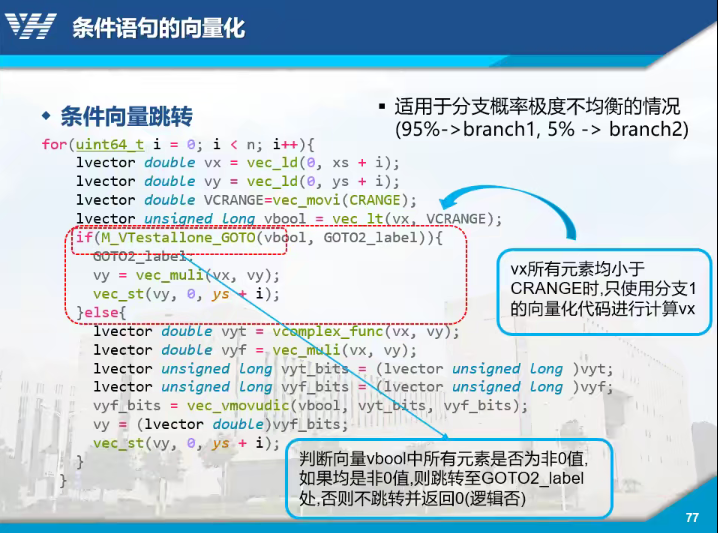 条件语句的向量化
◆ 条件向量跳转
▪ 适用于分支概率极度不均衡的情况
(95%->branch1, 5% -> branch2)
for(uint64_t i = 0; i < n; i++){
lvector double vx = vec_ld(0, xs + i);
lvector double vy = vec_ld(0, ys + i);
lvector double VCRANGE=vec_movi(CRANGE);
lvector unsigned long vbool = vec_lt(vx, VCRANGE);
if(M_VTestallone_GOTO(vbool, GOTO2_label)){
GOTO2_label:
vy = vec_muli(vx, vy);
vec_st(vy, 0, ys + i);
}else{
lvector double vyt = vcomplex_func(vx, vy);
lvector double vyf = vec_muli(vx, vy);
lvector unsigned long vyt_bits = (lvector unsigned long )vyt;
lvector unsigned long vyf_bits = (lvector unsigned long )vyf;
vyf_bits = vec_vmovudic(vbool, vyt_bits, vyf_bits);
vy = (lvector double)vyf_bits;
vec_st(vy, 0, ys + i);
}
}
vx所有元素均小于
CRANGE时,只使用分支1
的向量化代码进行计算vx
判断向量vbool中所有元素是否为非0值,
如果均是非0值,则跳转至GOTO2_label
处,否则不跳转并返回0(逻辑否)
77